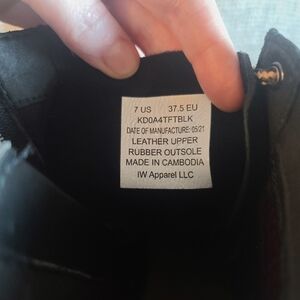 7 US 37.5 EU
KD0A4TFTBLK
DATE OF MANUFACTURE: 05/21
LEATHER UPPER
RUBBER OUTSOLE
MADE IN CAMBODIA
IW Apparel LLC